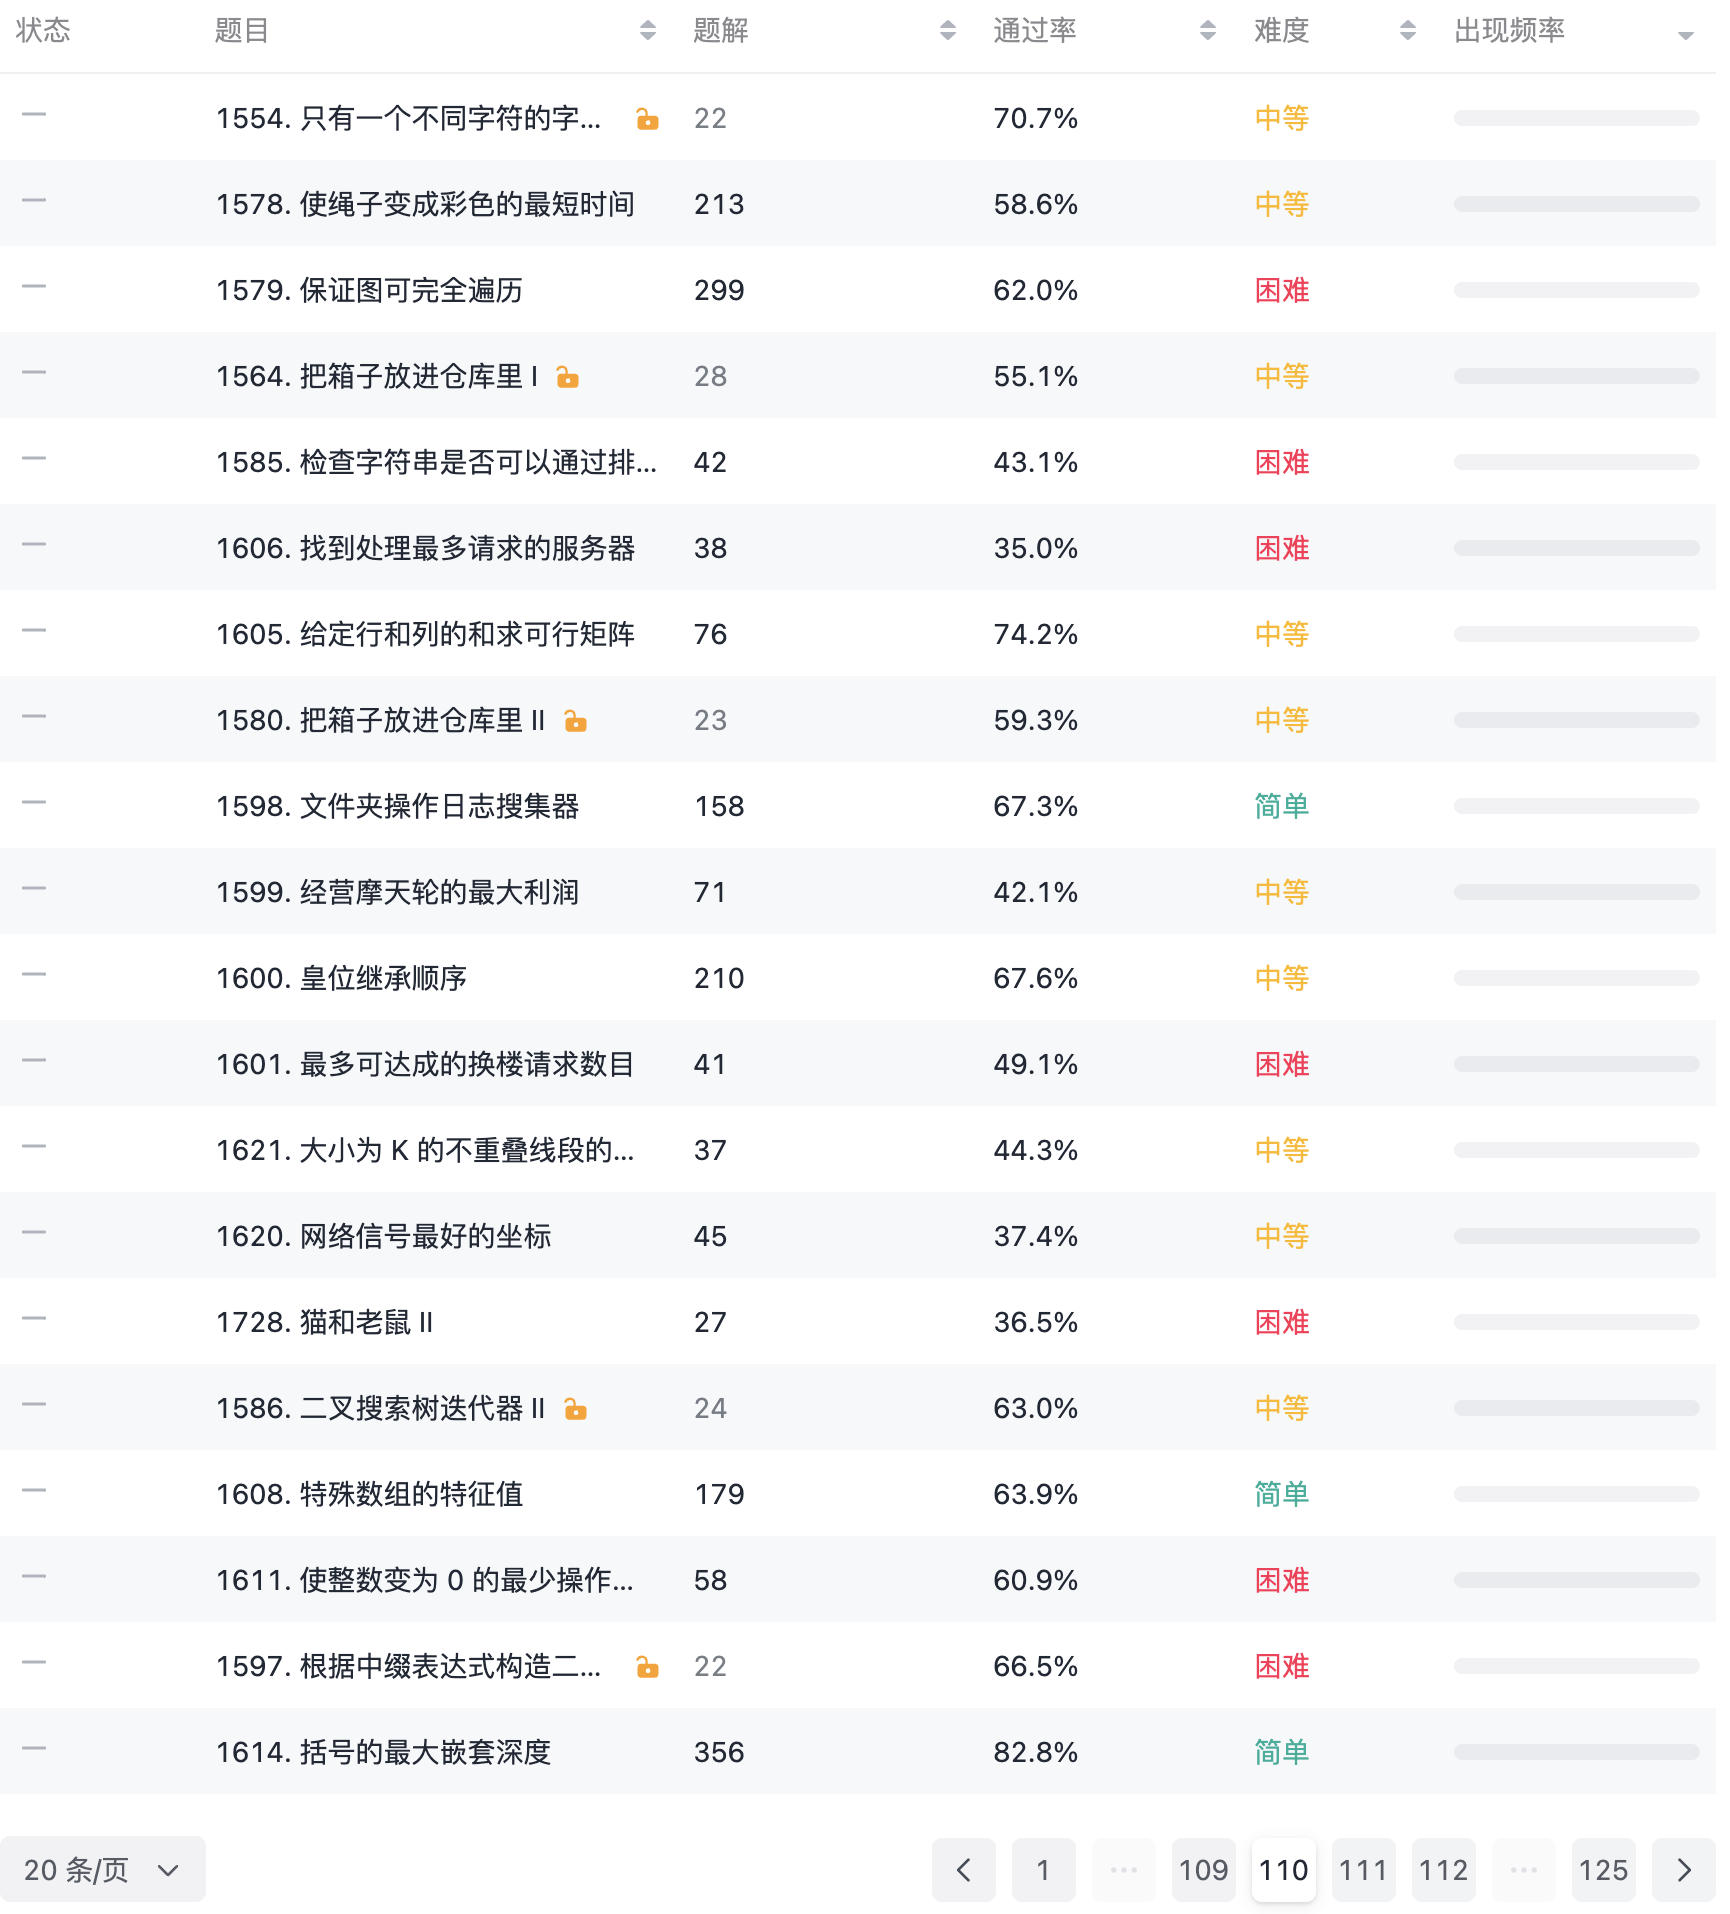 状态 题目 题解 通过率 难度 出现频率
1554. 只有一个不同字符的字... 22 70.7% 中等
1578. 使绳子变成彩色的最短时间 213 58.6% 中等
1579. 保证图可完全遍历 299 62.0% 困难
1564. 把箱子放进仓库里 I 28 55.1% 中等
1585. 检查字符串是否可以通过排... 42 43.1% 困难
1606. 找到处理最多请求的服务器 38 35.0% 困难
1605. 给定行和列的和求可行矩阵 76 74.2% 中等
1580. 把箱子放进仓库里 II 23 59.3% 中等
1598. 文件夹操作日志搜集器 158 67.3% 简单
1599. 经营摩天轮的最大利润 71 42.1% 中等
1600. 皇位继承顺序 210 67.6% 中等
1601. 最多可达成的换楼请求数目 41 49.1% 困难
1621. 大小为 K 的不重叠线段的... 37 44.3% 中等
1620. 网络信号最好的坐标 45 37.4% 中等
1728. 猫和老鼠 II 27 36.5% 困难
1586. 二叉搜索树迭代器 II 24 63.0% 中等
1608. 特殊数组的特征值 179 63.9% 简单
1611. 使整数变为 0 的最少操作... 58 60.9% 困难
1597. 根据中缀表达式构造二... 22 66.5% 困难
1614. 括号的最大嵌套深度 356 82.8% 简单
20 条/页 1 ... 109 110 111 112 ... 125